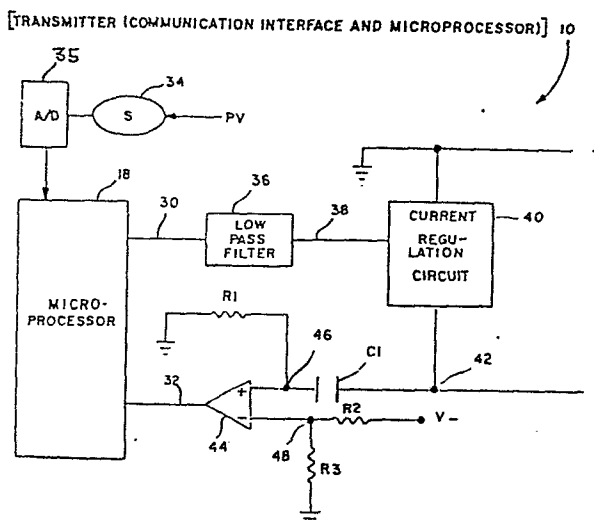 [TRANSMITTER (COMMUNICATION INTERFACE AND MICROPROCESSOR)] 10
35
34
A/D
S
PV
18
36
30
LOW
PASS
FILTER
38
CURRENT
REGU-
LATION
CIRCUIT
40
MICRO-
PROCESSOR
R1
46
C1
42
32
+
-
44
48
R2
V-
R3